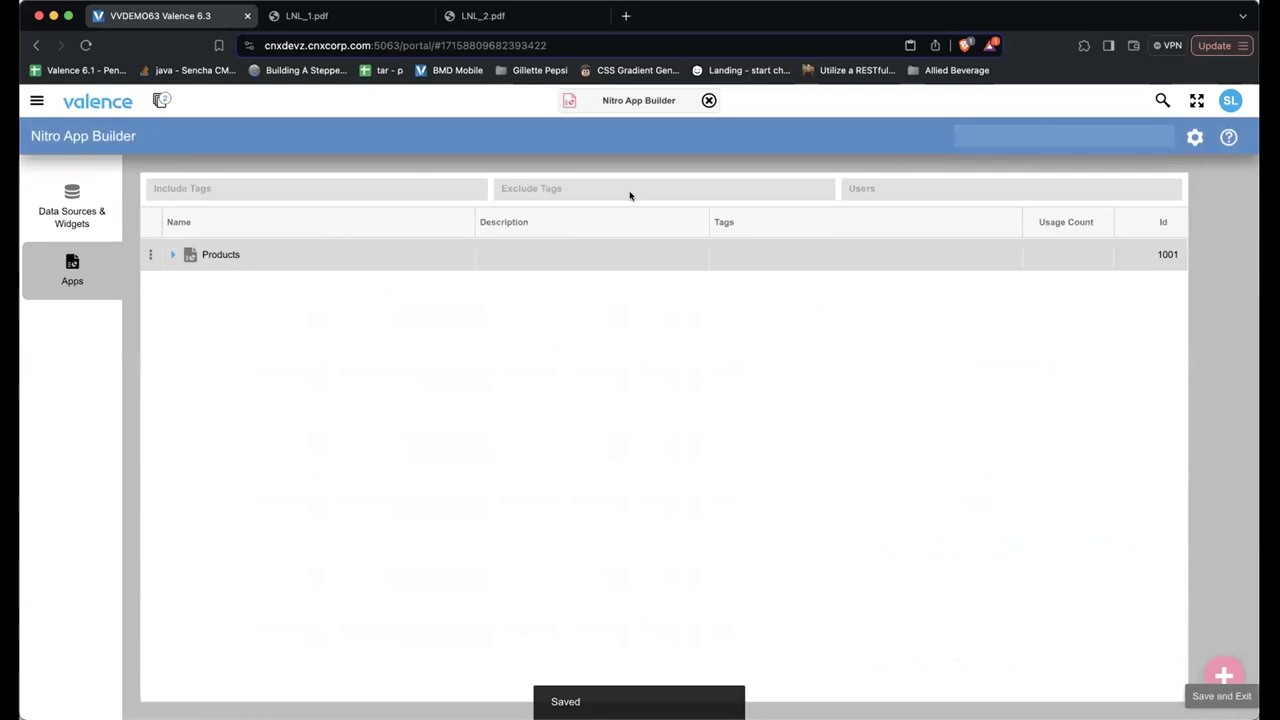 VVDEMO63 Valence 6.3
LNL_1.pdf
LNL_2.pdf
cnxdevz.cnxcorp.com:5063/portal/#17158809682393422
1
VPN
Update
Valence 6.1 - Pen...
java - Sencha CM...
Building A Steppe...
tar - p
BMD Mobile
Gillette Pepsi
CSS Gradient Gen...
Landing - start ch...
Utilize a RESTful...
Allied Beverage
valence
2
Nitro App Builder
SL
Nitro App Builder
Data Sources &
Widgets
Apps
Include Tags
Exclude Tags
Users
Name
Description
Tags
Usage Count
Id
Products
1001
Saved
Save and Exit